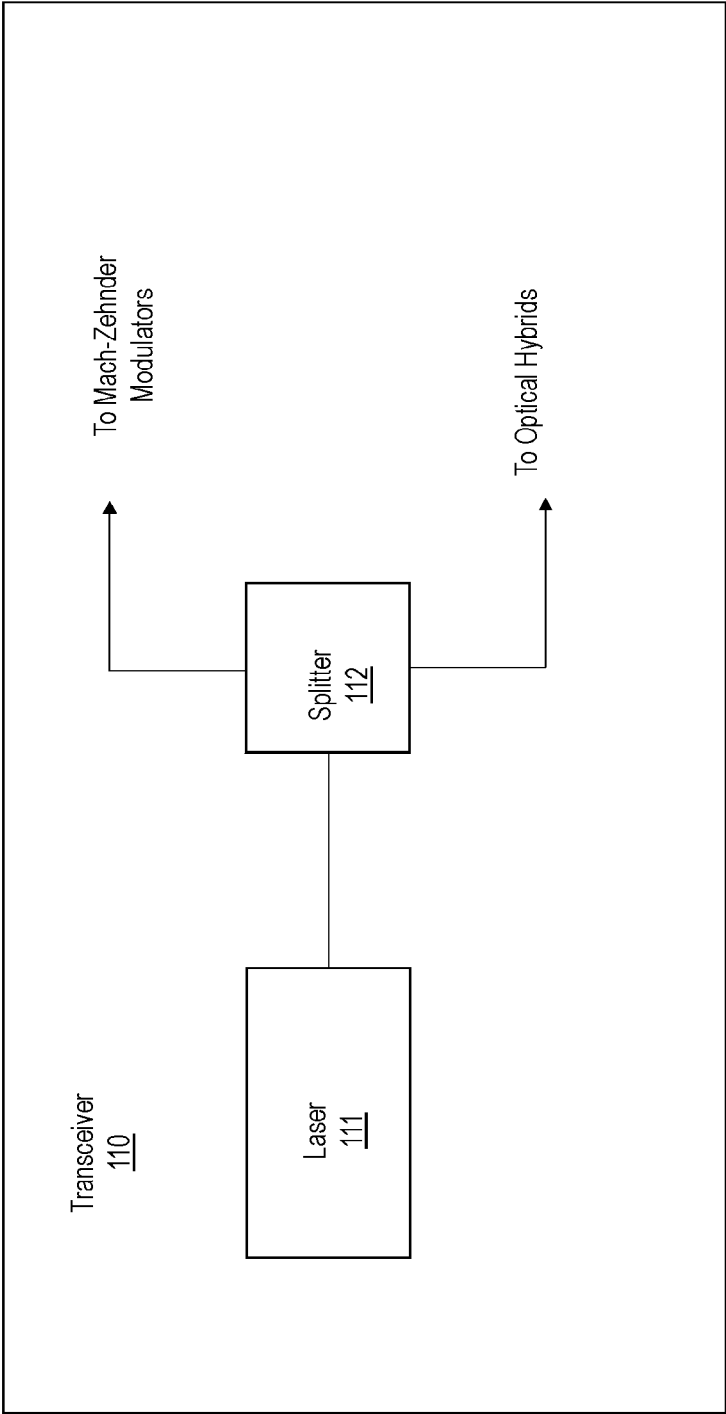 Transceiver
110
Laser
111
Splitter
112
To Mach-Zehnder
Modulators
To Optical Hybrids